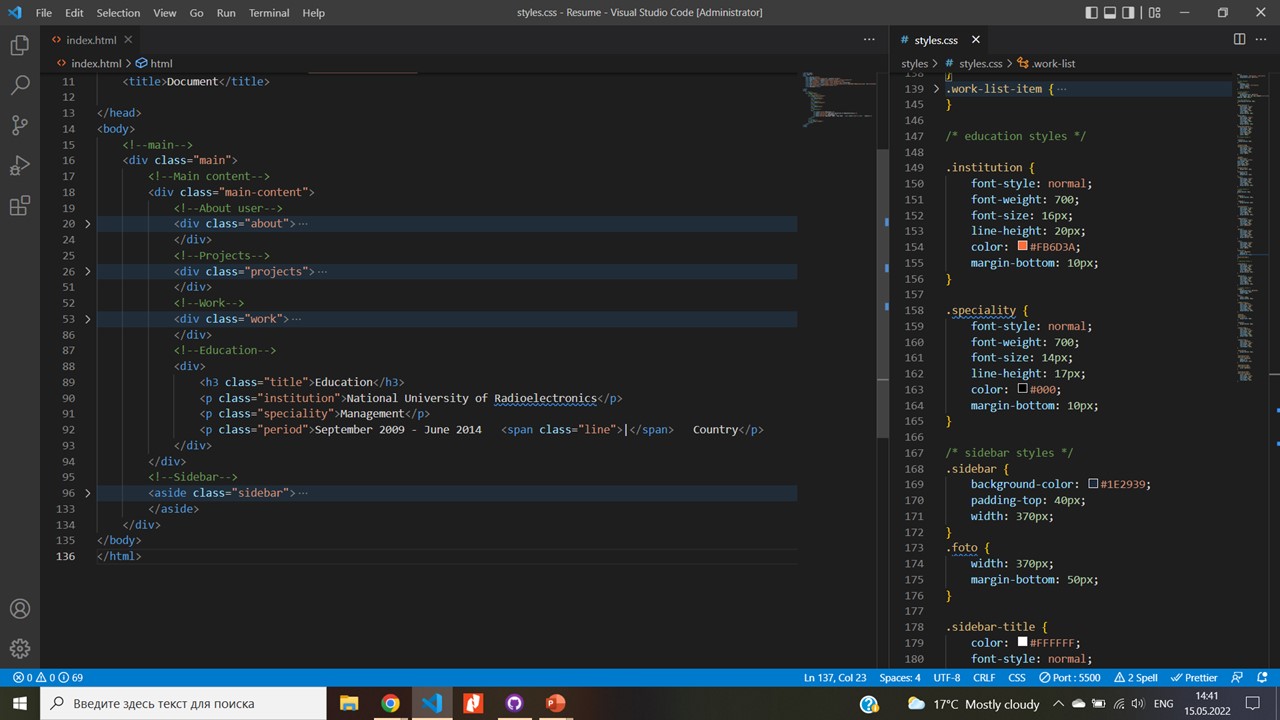 File Edit Selection View Go Run Terminal Help styles.css - Resume - Visual Studio Code [Administrator]
index.html
index.html > html
11 <title>Document</title>
12
13 </head>
14 <body>
15 <!--main-->
16 <div class="main">
17 <!--Main content-->
18 <div class="main-content">
19 <!--About user-->
20 <div class="about">
24 </div>
25 <!--Projects-->
26 <div class="projects">
51 </div>
52 <!--Work-->
53 <div class="work">
86 </div>
87 <!--Education-->
88 <div>
89 <h3 class="title">Education</h3>
90 <p class="institution">National University of Radioelectronics</p>
91 <p class="speciality">Management</p>
92 <p class="period">September 2009 - June 2014 <span class="line">|</span> Country</p>
93 </div>
94 </div>
95 <!--Sidebar-->
96 <aside class="sidebar">
133 </aside>
134 </div>
135 </body>
136 </html>
styles.css
styles > styles.css > .work-list
138 }
139 .work-list-item {
145 }
146
147 /* education styles */
148
149 .institution {
150 font-style: normal;
151 font-weight: 700;
152 font-size: 16px;
153 line-height: 20px;
154 color: #FB6D3A;
155 margin-bottom: 10px;
156 }
157
158 .speciality {
159 font-style: normal;
160 font-weight: 700;
161 font-size: 14px;
162 line-height: 17px;
163 color: #000;
164 margin-bottom: 10px;
165 }
166
167 /* sidebar styles */
168 .sidebar {
169 background-color: #1E2939;
170 padding-top: 40px;
171 width: 370px;
172 }
173 .foto {
174 width: 370px;
175 margin-bottom: 50px;
176 }
177
178 .sidebar-title {
179 color: #FFFFFF;
180 font-style: normal;
0 0 69 Ln 137, Col 23 Spaces: 4 UTF-8 CRLF CSS Port : 5500 2 Spell Prettier
Введите здесь текст для поиска 17°C Mostly cloudy ENG 14:41
15.05.2022